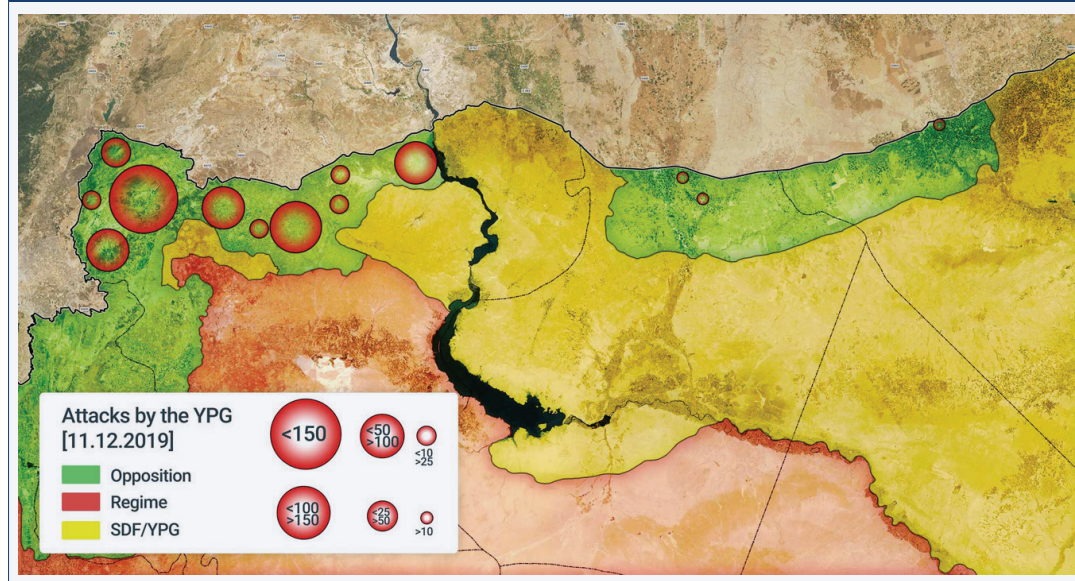 Attacks by the YPG
[11.12.2019]
Opposition
Regime
SDF/YPG
<150
<50
>100
<10
>25
<100
>150
<25
>50
>10